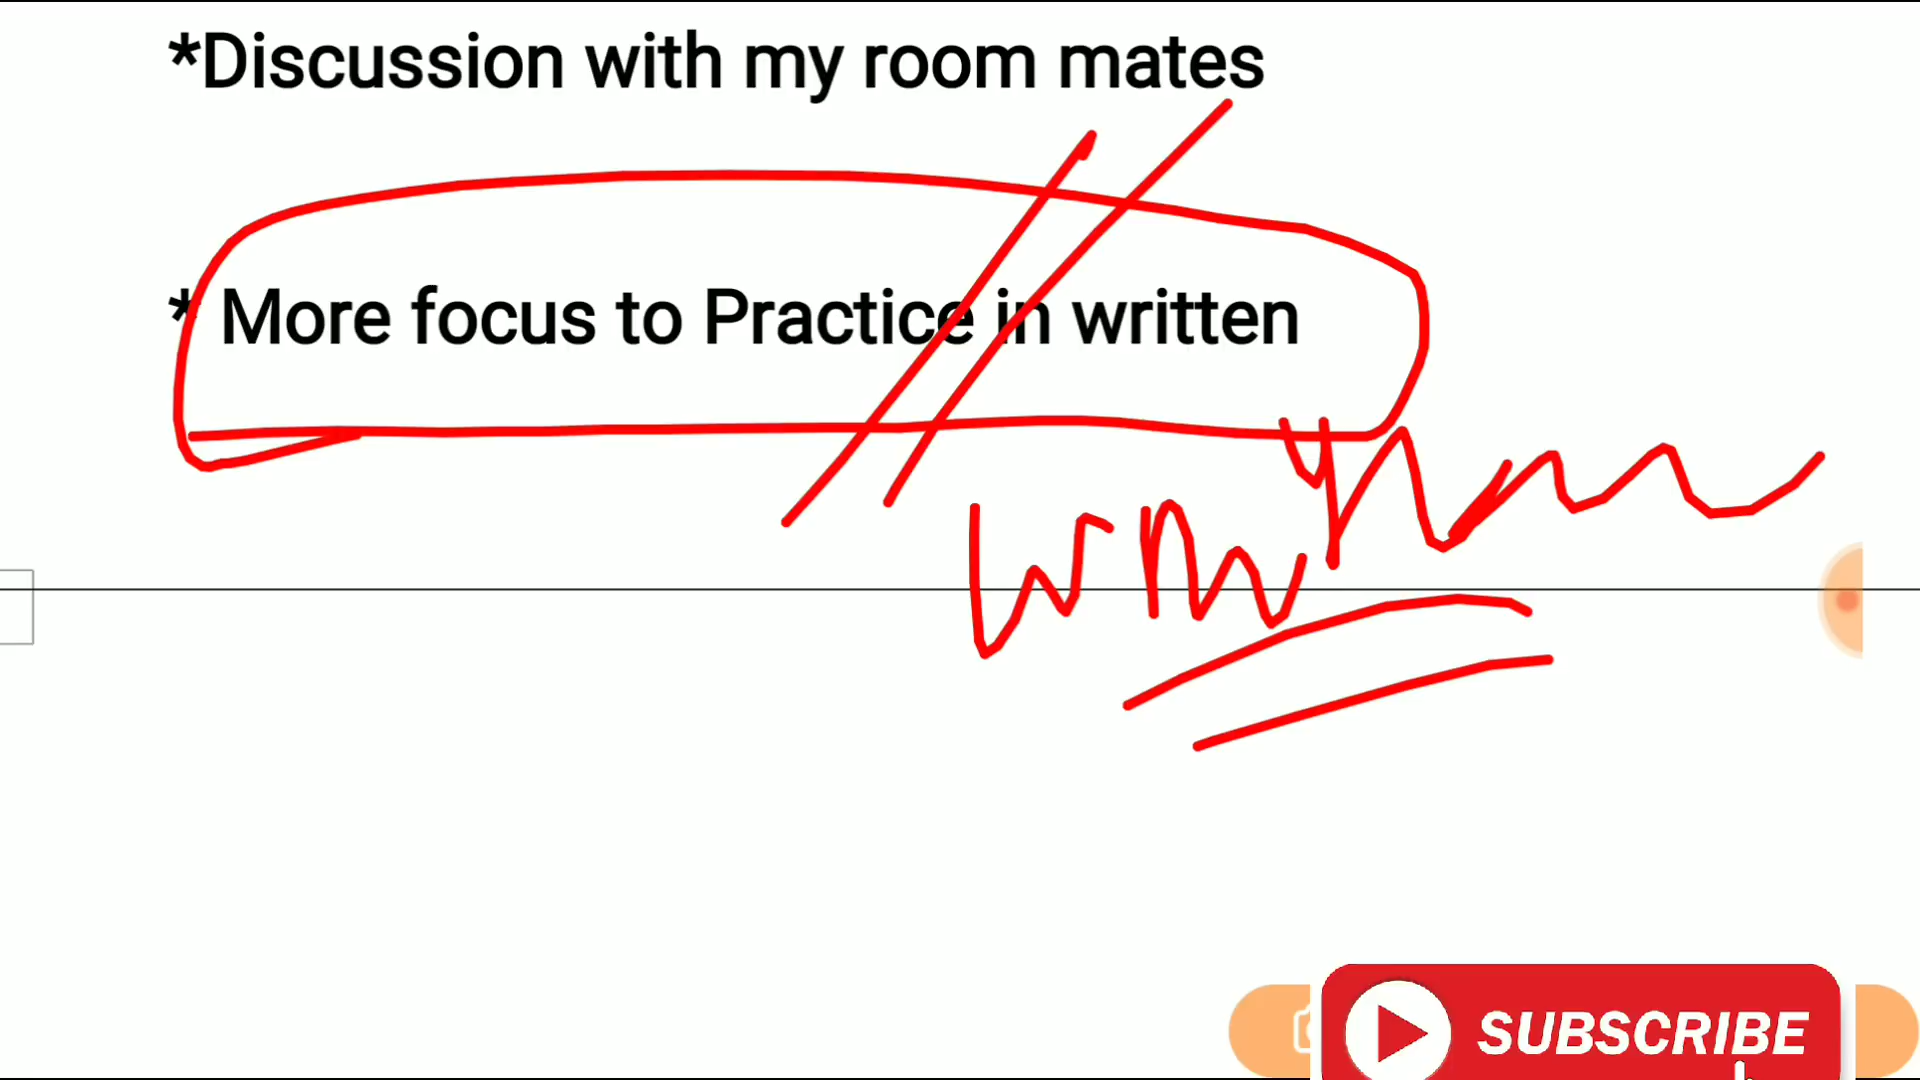 *Discussion with my room mates
* More focus to Practice in written
SUBSCRIBE